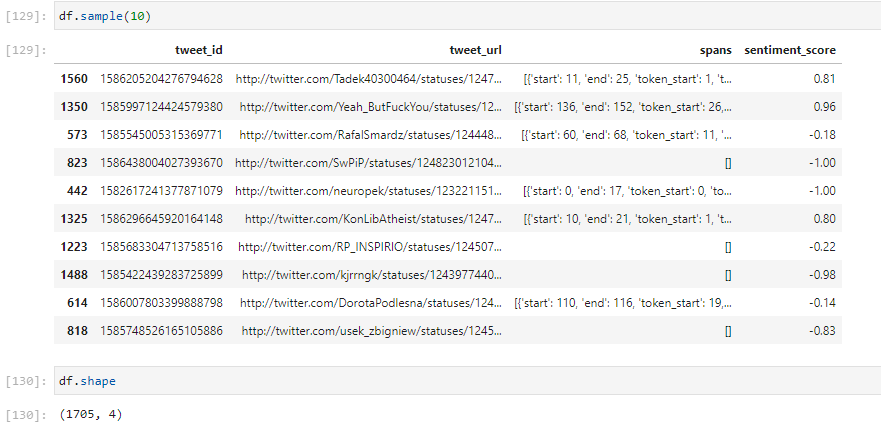 [129]: df.sample(10)
[129]: tweet_id tweet_url spans sentiment_score
1560 1586205204276794628 http://twitter.com/Tadek40300464/statuses/1247... [{'start': 11, 'end': 25, 'token_start': 1, 't... 0.81
1350 1585997124424579380 http://twitter.com/Yeah_ButFuckYou/statuses/12... [{'start': 136, 'end': 152, 'token_start': 26,... 0.96
573 1585545005315369771 http://twitter.com/RafalSmardz/statuses/124448... [{'start': 60, 'end': 68, 'token_start': 11, '... -0.18
823 1586438004027393670 http://twitter.com/SwPiP/statuses/124823012104... [] -1.00
442 1582617241377871079 http://twitter.com/neuropek/statuses/123221151... [{'start': 0, 'end': 17, 'token_start': 0, 'to... -1.00
1325 1586296645920164148 http://twitter.com/KonLibAtheist/statuses/1247... [{'start': 10, 'end': 21, 'token_start': 1, 't... 0.80
1223 1585683304713758516 http://twitter.com/RP_INSPIRIO/statuses/124507... [] -0.22
1488 1585422439283725899 http://twitter.com/kjrrngk/statuses/1243977440... [] -0.98
614 1586007803399888798 http://twitter.com/DorotaPodlesna/statuses/124... [{'start': 110, 'end': 116, 'token_start': 19,... -0.14
818 1585748526165105886 http://twitter.com/usek_zbigniew/statuses/1245... [] -0.83
[130]: df.shape
[130]: (1705, 4)